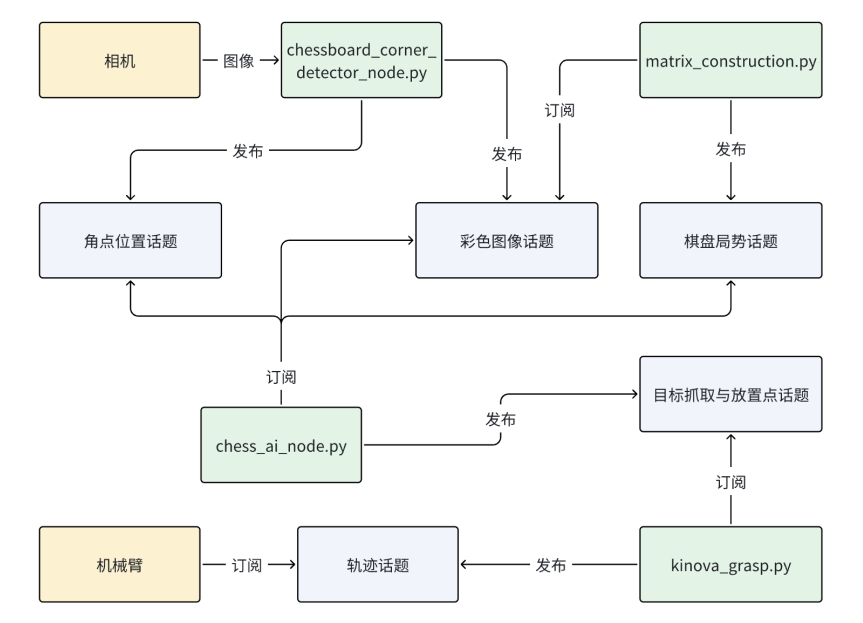 相机
图像
chessboard_corner_
detector_node.py
matrix_construction.py
订阅
发布
发布
发布
角点位置话题
彩色图像话题
棋盘局势话题
订阅
目标抓取与放置点话题
发布
chess_ai_node.py
订阅
机械臂
订阅
轨迹话题
发布
kinova_grasp.py